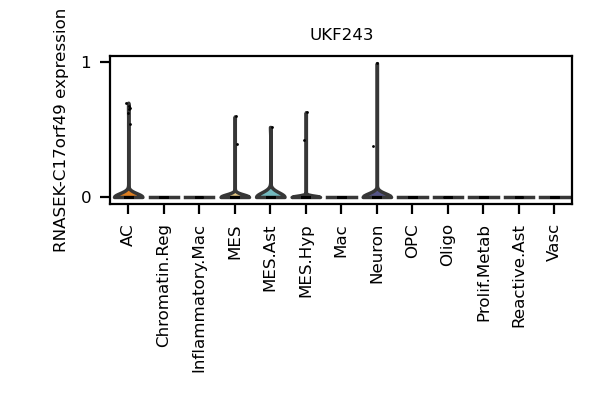 UKF243
RNASEK-C17orf49 expression
1
0
AC
Chromatin.Reg
Inflammatory.Mac
MES
MES.Ast
MES.Hyp
Mac
Neuron
OPC
Oligo
Prolif.Metab
Reactive.Ast
Vasc